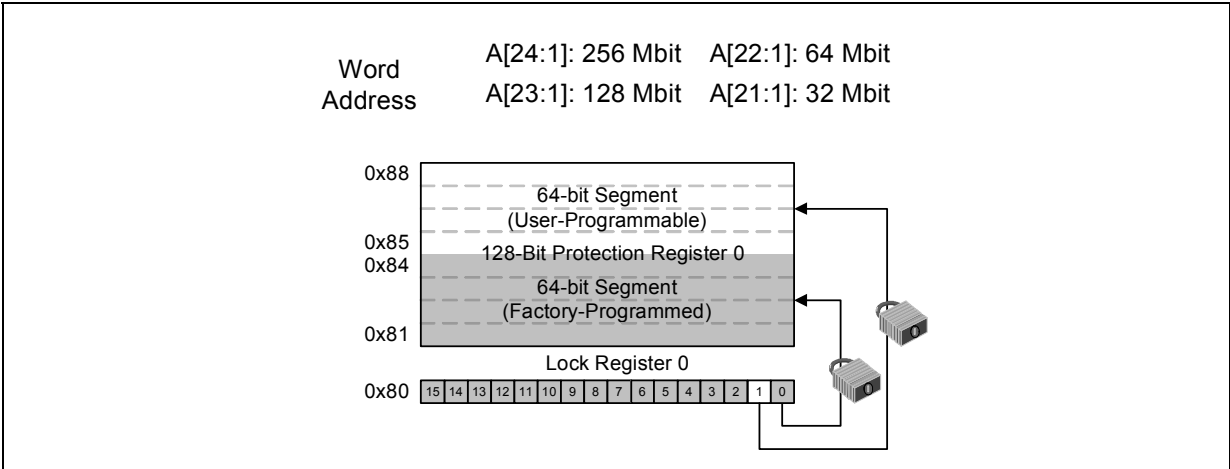 Word Address
A[24:1]: 256 Mbit A[22:1]: 64 Mbit
A[23:1]: 128 Mbit A[21:1]: 32 Mbit
0x88
64-bit Segment
(User-Programmable)
0x85
128-Bit Protection Register 0
0x84
64-bit Segment
(Factory-Programmed)
0x81
Lock Register 0
0x80 15 14 13 12 11 10 9 8 7 6 5 4 3 2 1 0